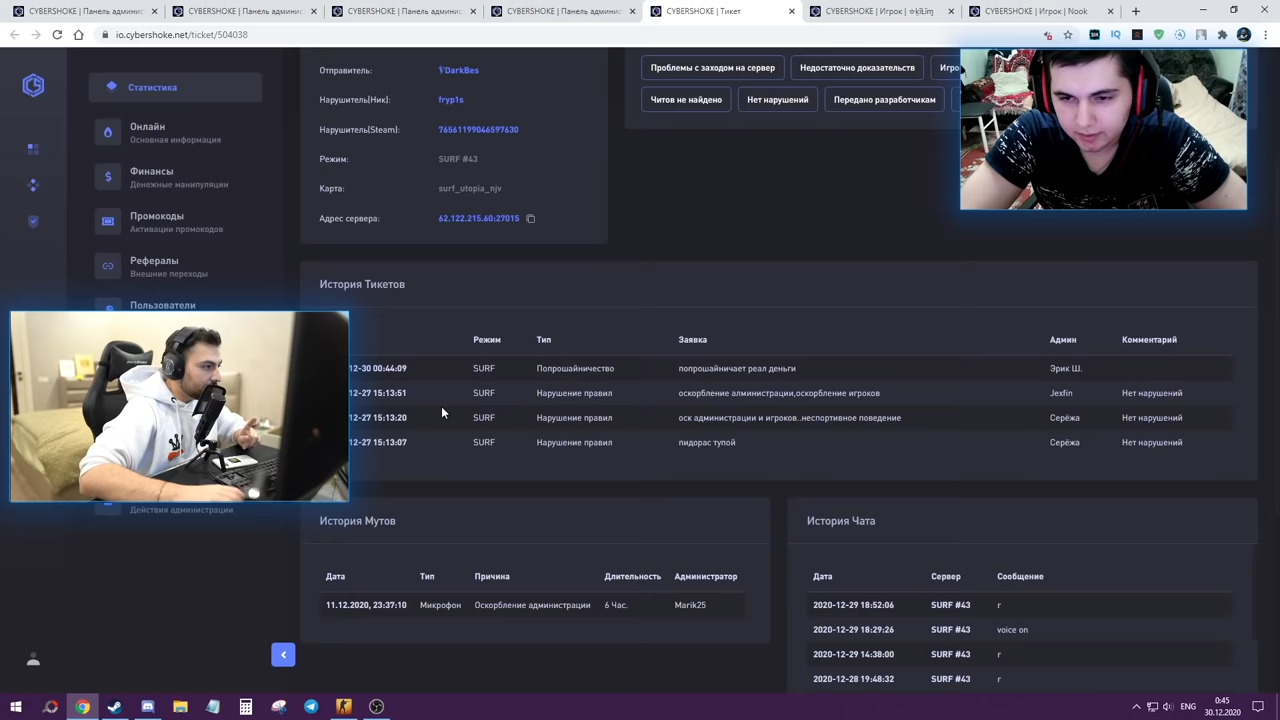 CYBERSHOKE | Панель админис
CYBERSHOKE | Панель админис
CYBERSHOKE | Панель админис
CYBERSHOKE | Панель админис
CYBERSHOKE | Тикет
CYBERSHOKE | Игрок |
CYBERSHOKE | Игрок | Nook
io.cybershoke.net/ticket/504038
Статистика
Онлайн
Основная информация
Финансы
Денежные манипуляции
Промокоды
Активации промокодов
Рефералы
Внешние переходы
Пользователи
Действия администрации
Отправитель:
DarkBes
Нарушитель(Ник):
fryp1s
Нарушитель(Steam):
76561199046597630
Режим:
SURF #43
Карта:
surf_utopia_njv
Адрес сервера:
62.122.215.60:27015
Проблемы с заходом на сервер
Недостаточно доказательств
Игро
Читов не найдено
Нет нарушений
Передано разработчикам
История Тикетов
Режим Тип Заявка Админ Комментарий
12-30 00:44:09 SURF Попрошайничество попрошайничает реал деньги Эрик Ш.
12-27 15:13:51 SURF Нарушение правил оскорбление алминистрации,оскорбление игроков Jexfin Нет нарушений
12-27 15:13:20 SURF Нарушение правил оск администрации и игроков..неспортивное поведение Серёжа Нет нарушений
12-27 15:13:07 SURF Нарушение правил пидорас тупой Серёжа Нет нарушений
История Мутов
Дата Тип Причина Длительность Администратор
11.12.2020, 23:37:10 Микрофон Оскорбление администрации 6 Час. Marik25
История Чата
Дата Сервер Сообщение
2020-12-29 18:52:06 SURF #43 r
2020-12-29 18:29:26 SURF #43 voice on
2020-12-29 14:38:00 SURF #43 r
2020-12-28 19:48:32 SURF #43 r
ENG
0:45
30.12.2020